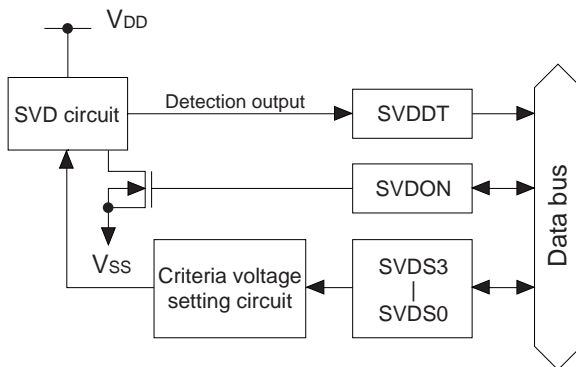 VDD
SVD circuit
Detection output
SVDDT
SVDON
VSS
Criteria voltage
setting circuit
SVDS3
|
SVDS0
Data bus